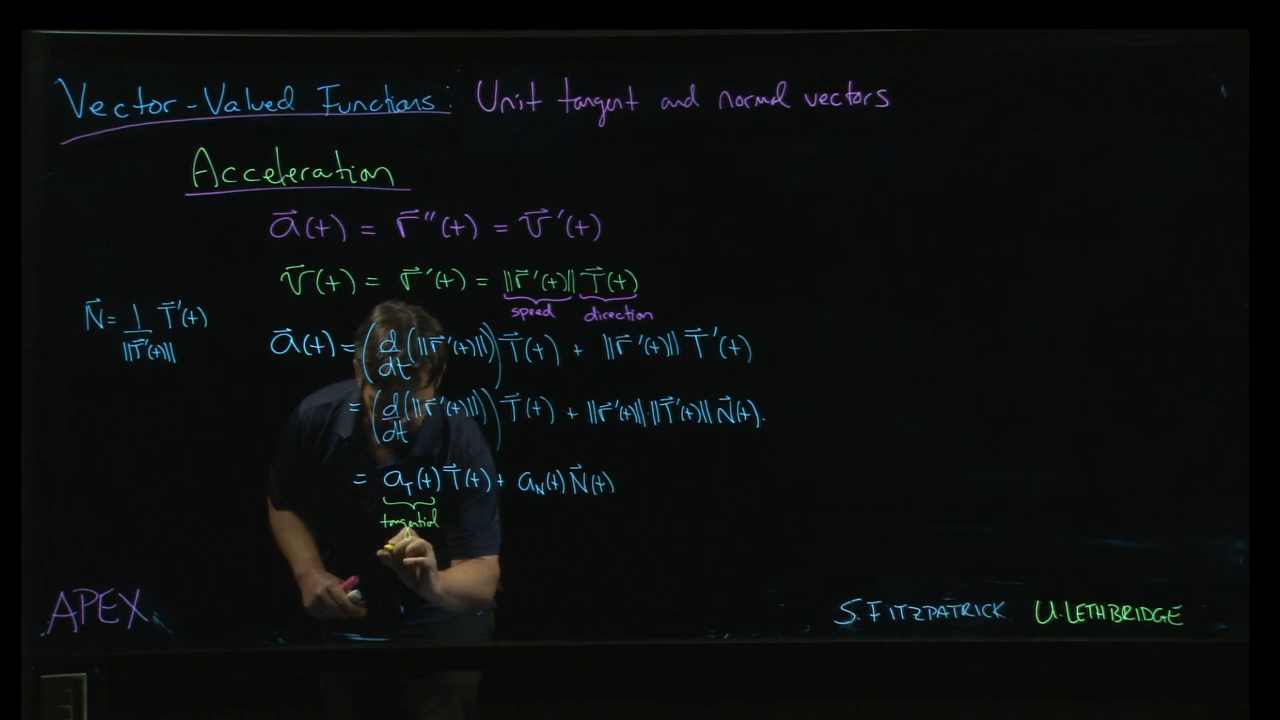 Vector-Valued Functions: Unit tangent and normal vectors
Acceleration
a⃗(t) = r⃗''(t) = v⃗'(t)
v⃗(t) = r⃗'(t) = ||r⃗'(t)|| T⃗(t)
speed direction
N⃗ = 1/||T⃗'(t)|| T⃗'(t)
a⃗(t) = (d/dt (||r⃗'(t)||)) T⃗(t) + ||r⃗'(t)|| T⃗'(t)
= (d/dt (||r⃗'(t)||)) T⃗(t) + ||r⃗'(t)||·||T⃗'(t)|| N⃗(t).
= a_T(t) T⃗(t) + a_N(t) N⃗(t)
tangential
APEX
S. FITZPATRICK U. LETHBRIDGE